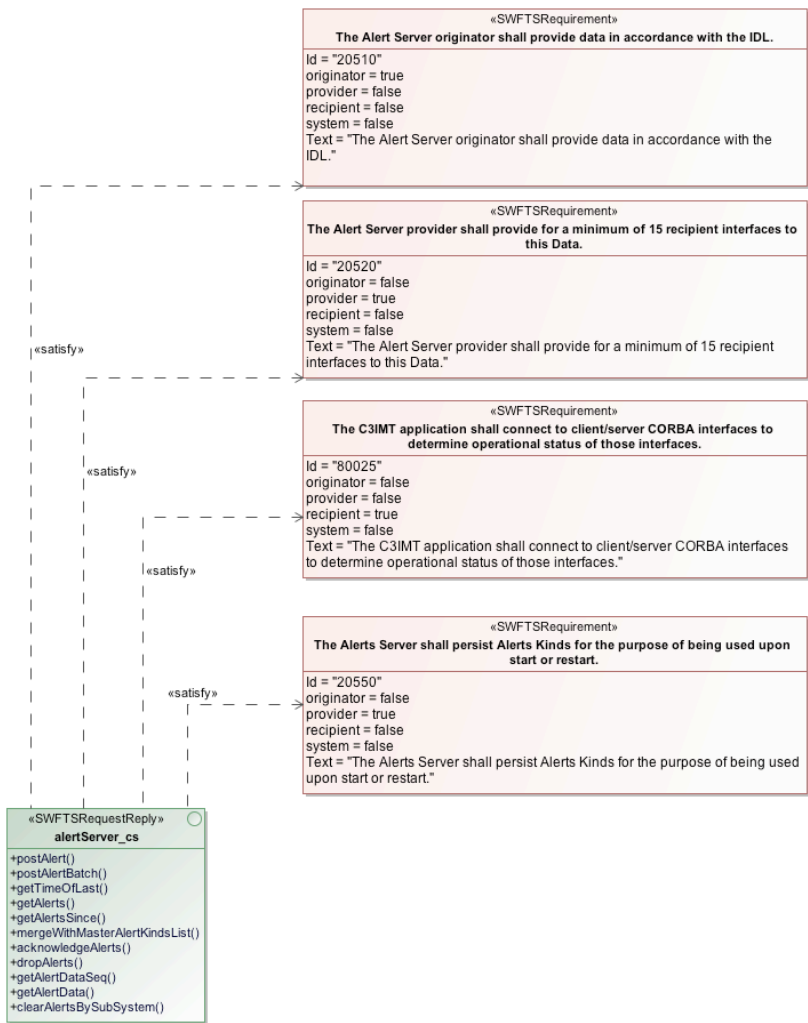 «SWFTSRequirement»
The Alert Server originator shall provide data in accordance with the IDL.
Id = "20510"
originator = true
provider = false
recipient = false
system = false
Text = "The Alert Server originator shall provide data in accordance with the
IDL."
«SWFTSRequirement»
The Alert Server provider shall provide for a minimum of 15 recipient interfaces to
this Data.
Id = "20520"
originator = false
provider = true
recipient = false
system = false
Text = "The Alert Server provider shall provide for a minimum of 15 recipient
interfaces to this Data."
«satisfy»
«SWFTSRequirement»
The C3IMT application shall connect to client/server CORBA interfaces to
determine operational status of those interfaces.
Id = "80025"
originator = false
provider = false
recipient = true
system = false
Text = "The C3IMT application shall connect to client/server CORBA interfaces
to determine operational status of those interfaces."
«satisfy»
«satisfy»
«SWFTSRequirement»
The Alerts Server shall persist Alerts Kinds for the purpose of being used upon
start or restart.
Id = "20550"
originator = false
provider = true
recipient = false
system = false
Text = "The Alerts Server shall persist Alerts Kinds for the purpose of being used
upon start or restart."
«satisfy»
«SWFTSRequestReply»
alertServer_cs
+postAlert()
+postAlertBatch()
+getTimeOfLast()
+getAlerts()
+getAlertsSince()
+mergeWithMasterAlertKindsList()
+acknowledgeAlerts()
+dropAlerts()
+getAlertDataSeq()
+getAlertData()
+clearAlertsBySubSystem()